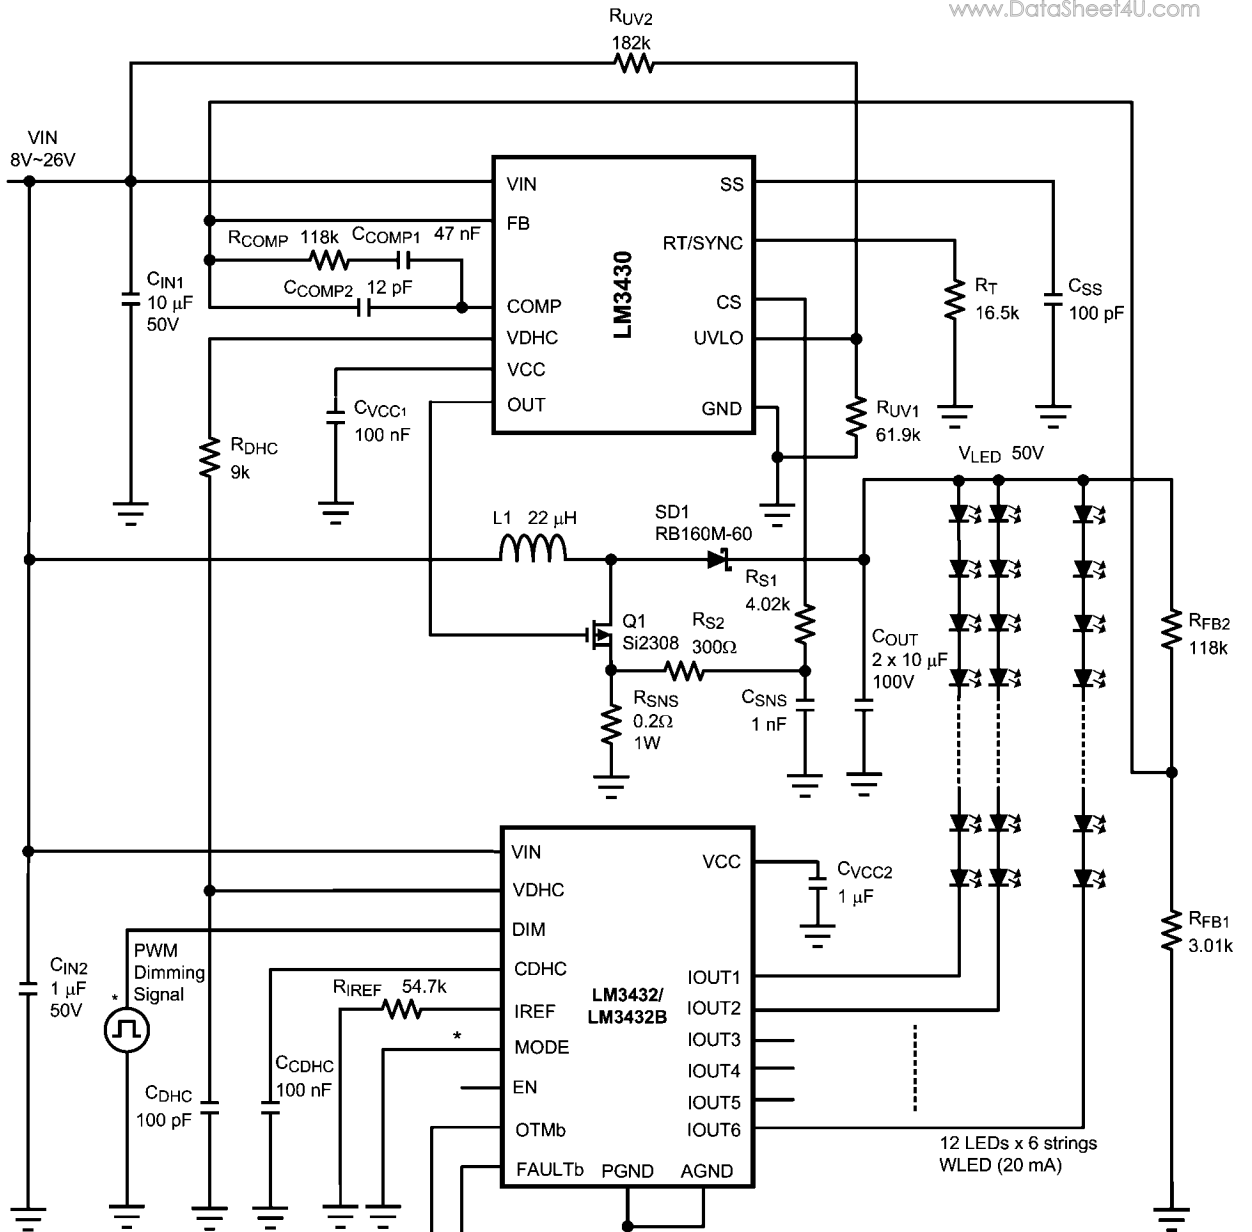 www.DataSheet4U.com
RUV2
182k
VIN
8V~26V
VIN
FB
COMP
VDHC
VCC
OUT
LM3430
SS
RT/SYNC
CS
UVLO
GND
RCOMP 118k
CCOMP1 47 nF
CCOMP2 12 pF
CIN1
10 µF
50V
RT
16.5k
CSS
100 pF
CVCC1
100 nF
RUV1
61.9k
RDHC
9k
VLED 50V
L1 22 µH
SD1
RB160M-60
RS1
4.02k
Q1
Si2308
RS2
300Ω
COUT
2 x 10 µF
100V
RFB2
118k
RSNS
0.2Ω
1W
CSNS
1 nF
VIN
VDHC
DIM
CDHC
IREF
MODE
EN
OTMb
FAULTb
PGND
AGND
LM3432/
LM3432B
VCC
IOUT1
IOUT2
IOUT3
IOUT4
IOUT5
IOUT6
CVCC2
1 µF
RFB1
3.01k
CIN2
1 µF
50V
PWM
Dimming
Signal
*
RIREF 54.7k
*
CCDHC
100 nF
CDHC
100 pF
12 LEDs x 6 strings
WLED (20 mA)